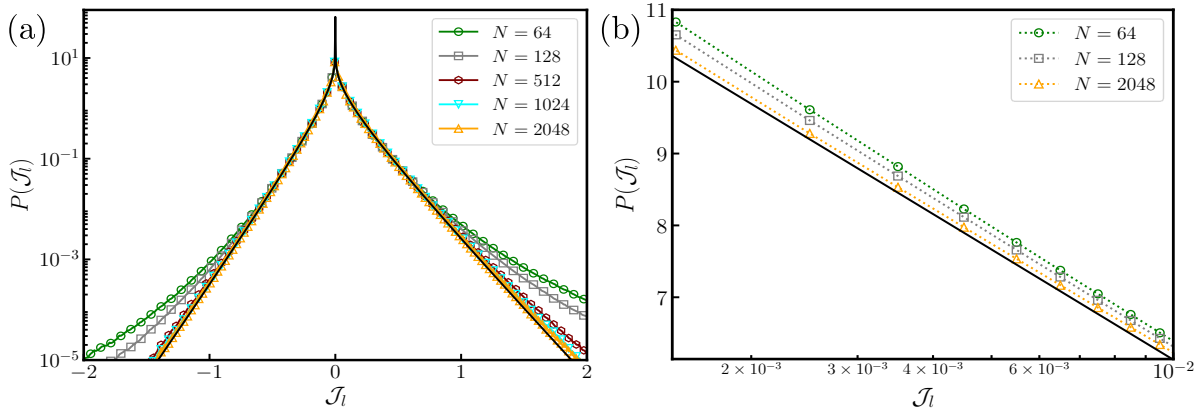 (a)
P(𝒥_l)
10^1
10^{-1}
10^{-3}
10^{-5}
−2
−1
0
1
2
𝒥_l
N = 64
N = 128
N = 512
N = 1024
N = 2048
(b)
P(𝒥_l)
11
10
9
8
7
2 × 10^{-3}
3 × 10^{-3}
4 × 10^{-3}
6 × 10^{-3}
10^{-2}
𝒥_l
N = 64
N = 128
N = 2048